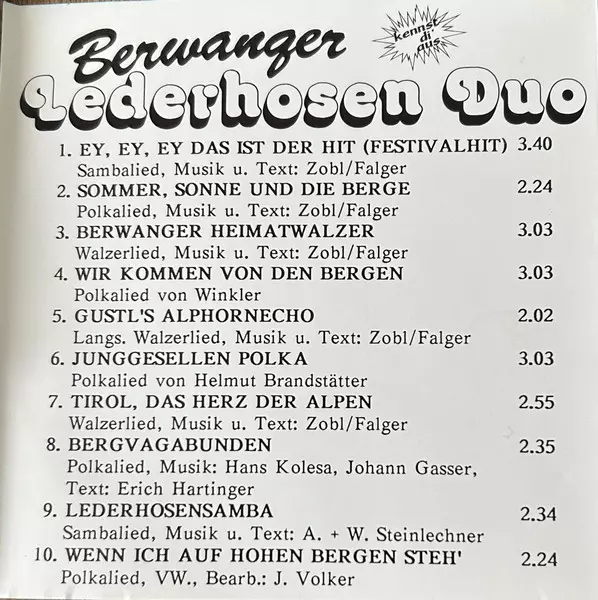 Berwanger
kennst
di
aus
Lederhosen Duo
1. EY, EY, EY DAS IST DER HIT (FESTIVALHIT) 3.40
Sambalied, Musik u. Text: Zobl/Falger
2. SOMMER, SONNE UND DIE BERGE 2.24
Polkalied, Musik u. Text: Zobl/Falger
3. BERWANGER HEIMATWALZER 3.03
Walzerlied, Musik u. Text: Zobl/Falger
4. WIR KOMMEN VON DEN BERGEN 3.03
Polkalied von Winkler
5. GUSTL'S ALPHORNECHO 2.02
Langs. Walzerlied, Musik u. Text: Zobl/Falger
6. JUNGGESELLEN POLKA 3.03
Polkalied von Helmut Brandstätter
7. TIROL, DAS HERZ DER ALPEN 2.55
Walzerlied, Musik u. Text: Zobl/Falger
8. BERGVAGABUNDEN 2.35
Polkalied, Musik: Hans Kolesa, Johann Gasser,
Text: Erich Hartinger
9. LEDERHOSENSAMBA 2.34
Sambalied, Musik u. Text: A. + W. Steinlechner
10. WENN ICH AUF HOHEN BERGEN STEH' 2.24
Polkalied, VW., Bearb.: J. Volker